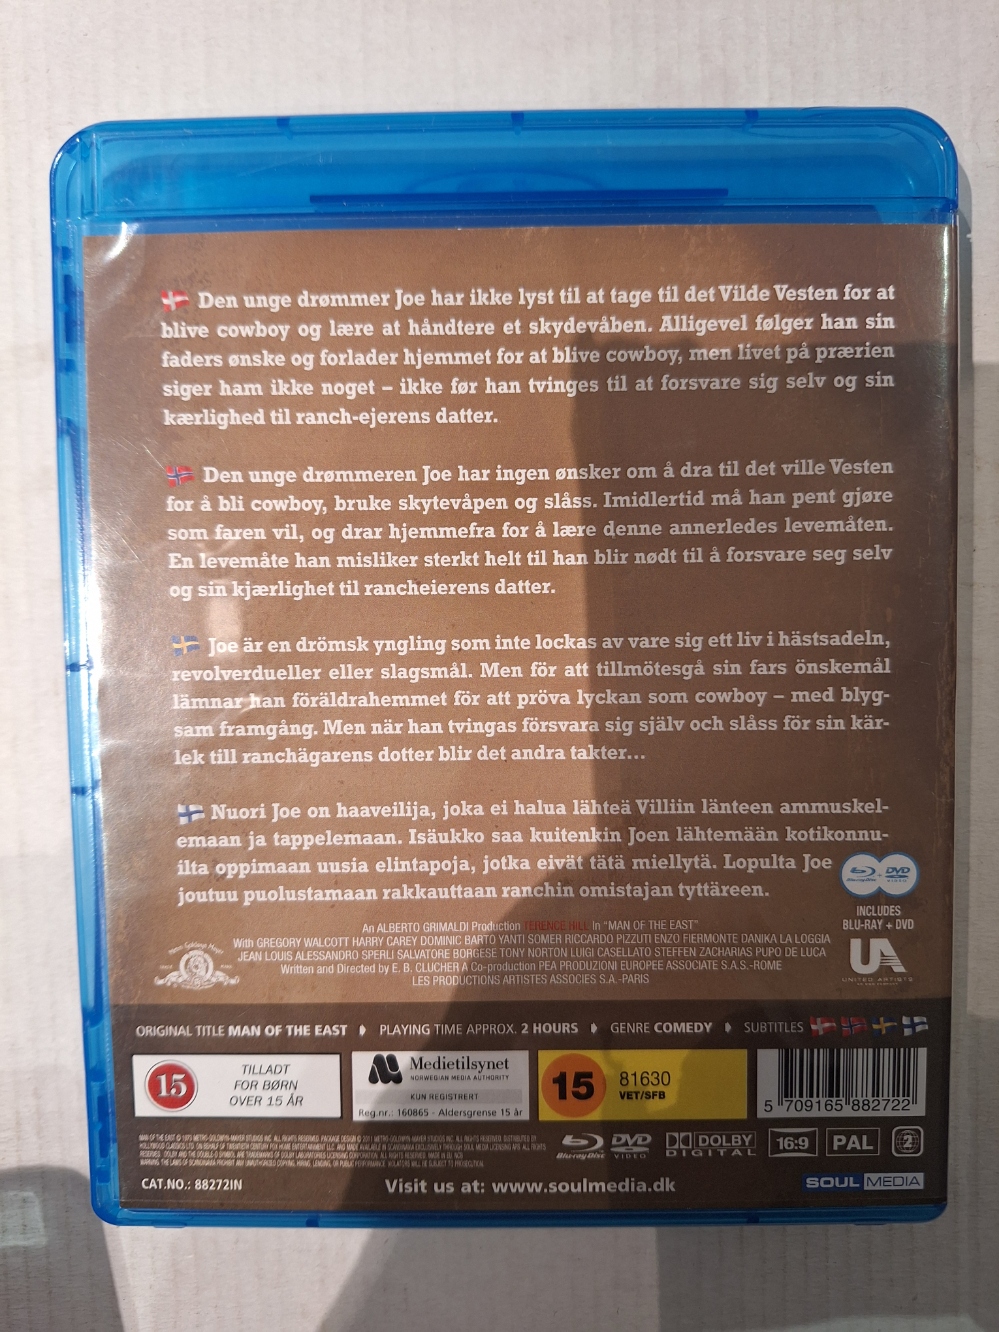 Den unge drømmer Joe har ikke lyst til at tage til det Vilde Vesten for at
blive cowboy og lære at håndtere et skydevåben. Alligevel følger han sin
faders ønske og forlader hjemmet for at blive cowboy, men livet på prærien
siger ham ikke noget – ikke før han tvinges til at forsvare sig selv og sin
kærlighed til ranch-ejerens datter.
Den unge drømmeren Joe har ingen ønsker om å dra til det ville Vesten
for å bli cowboy, bruke skytevåpen og slåss. Imidlertid må han pent gjøre
som faren vil, og drar hjemmefra for å lære denne annerledes levemåten.
En levemåte han misliker sterkt helt til han blir nødt til å forsvare seg selv
og sin kjærlighet til rancheierens datter.
Joe är en drömsk yngling som inte lockas av vare sig ett liv i hästsadeln,
revolverdueller eller slagsmål. Men för att tillmötesgå sin fars önskemål
lämnar han föräldrahemmet för att pröva lyckan som cowboy – med blyg-
sam framgång. Men när han tvingas försvara sig själv och slåss för sin kär-
lek till ranchägarens dotter blir det andra takter...
Nuori Joe on haaveilija, joka ei halua lähteä Villiin länteen ammuskel-
emaan ja tappelemaan. Isäukko saa kuitenkin Joen lähtemään kotikonnu-
ilta oppimaan uusia elintapoja, jotka eivät tätä miellytä. Lopulta Joe
joutuu puolustamaan rakkauttaan ranchin omistajan tyttäreen.
Blu-ray Disc DVD VIDEO
INCLUDES
BLU-RAY + DVD
An ALBERTO GRIMALDI Production TERENCE HILL In "MAN OF THE EAST"
With GREGORY WALCOTT HARRY CAREY DOMINIC BARTO YANTI SOMER RICCARDO PIZZUTI ENZO FIERMONTE DANIKA LA LOGGIA
JEAN LOUIS ALESSANDRO SPERLI SALVATORE BORGESE TONY NORTON LUIGI CASELLATO STEFFEN ZACHARIAS PUPO DE LUCA
Written and Directed by E. B. CLUCHER A Co-production PEA PRODUZIONI EUROPEE ASSOCIATE S.A.S.-ROME
LES PRODUCTIONS ARTISTES ASSOCIES S.A.-PARIS
Metro Goldwyn Mayer
UA
UNITED ARTISTS
ORIGINAL TITLE MAN OF THE EAST PLAYING TIME APPROX. 2 HOURS GENRE COMEDY SUBTITLES
15 TILLADT
FOR BØRN
OVER 15 ÅR
Medietilsynet
NORWEGIAN MEDIA AUTHORITY
KUN REGISTRERT
Reg.nr.: 160865 - Aldersgrense 15 år
15 81630
VET/SFB
5 709165 882722
Blu-ray Disc DVD VIDEO DOLBY DIGITAL 16:9 PAL 2
CAT.NO.: 88272IN
Visit us at: www.soulmedia.dk
SOUL MEDIA